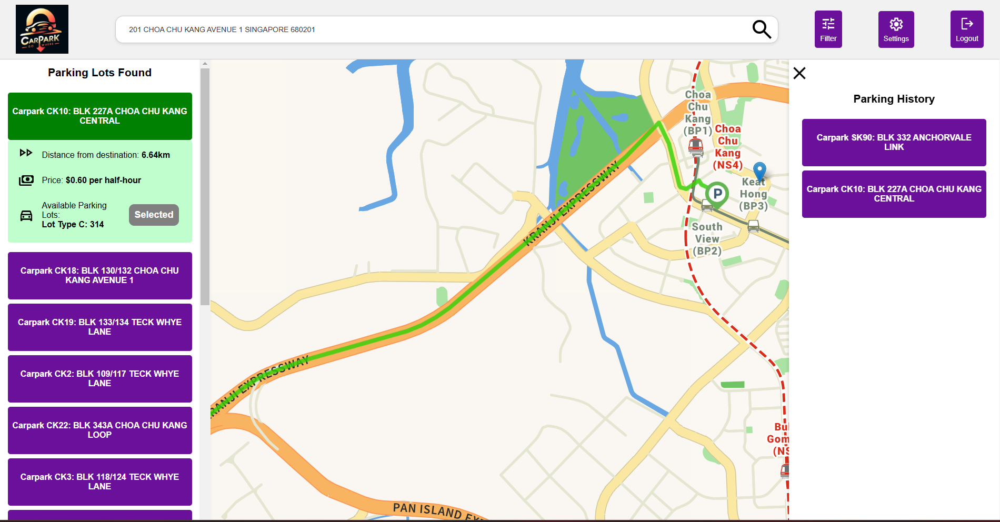 CARPARK
GO WHERE
201 CHOA CHU KANG AVENUE 1 SINGAPORE 680201
Filter
Settings
Logout
Parking Lots Found
Carpark CK10: BLK 227A CHOA CHU KANG
CENTRAL
Distance from destination: 6.64km
Price: $0.60 per half-hour
Available Parking
Lots:
Lot Type C: 314
Selected
Carpark CK18: BLK 130/132 CHOA CHU
KANG AVENUE 1
Carpark CK19: BLK 133/134 TECK WHYE
LANE
Carpark CK2: BLK 109/117 TECK WHYE
LANE
Carpark CK22: BLK 343A CHOA CHU KANG
LOOP
Carpark CK3: BLK 118/124 TECK WHYE
LANE
Choa
Chu
Kang
(BP1)
Choa
Chu
Kang
(NS4)
Keat
Hong
(BP3)
P
South
View
(BP2)
KRANJI EXPRESSWAY
RANJI EXPRESSWAY
Bu
Gom
(NS
PAN ISLAND EXP
Parking History
Carpark SK90: BLK 332 ANCHORVALE
LINK
Carpark CK10: BLK 227A CHOA CHU KANG
CENTRAL